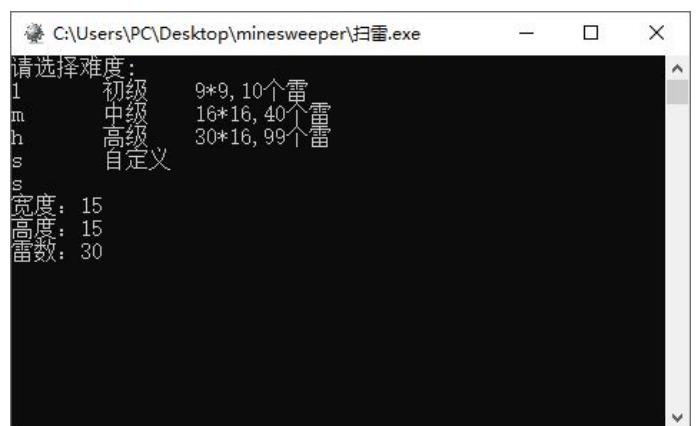 C:\Users\PC\Desktop\minesweeper\扫雷.exe
请选择难度:
l 初级 9*9,10个雷
m 中级 16*16,40个雷
h 高级 30*16,99个雷
s 自定义
s
宽度：15
高度：15
雷数：30